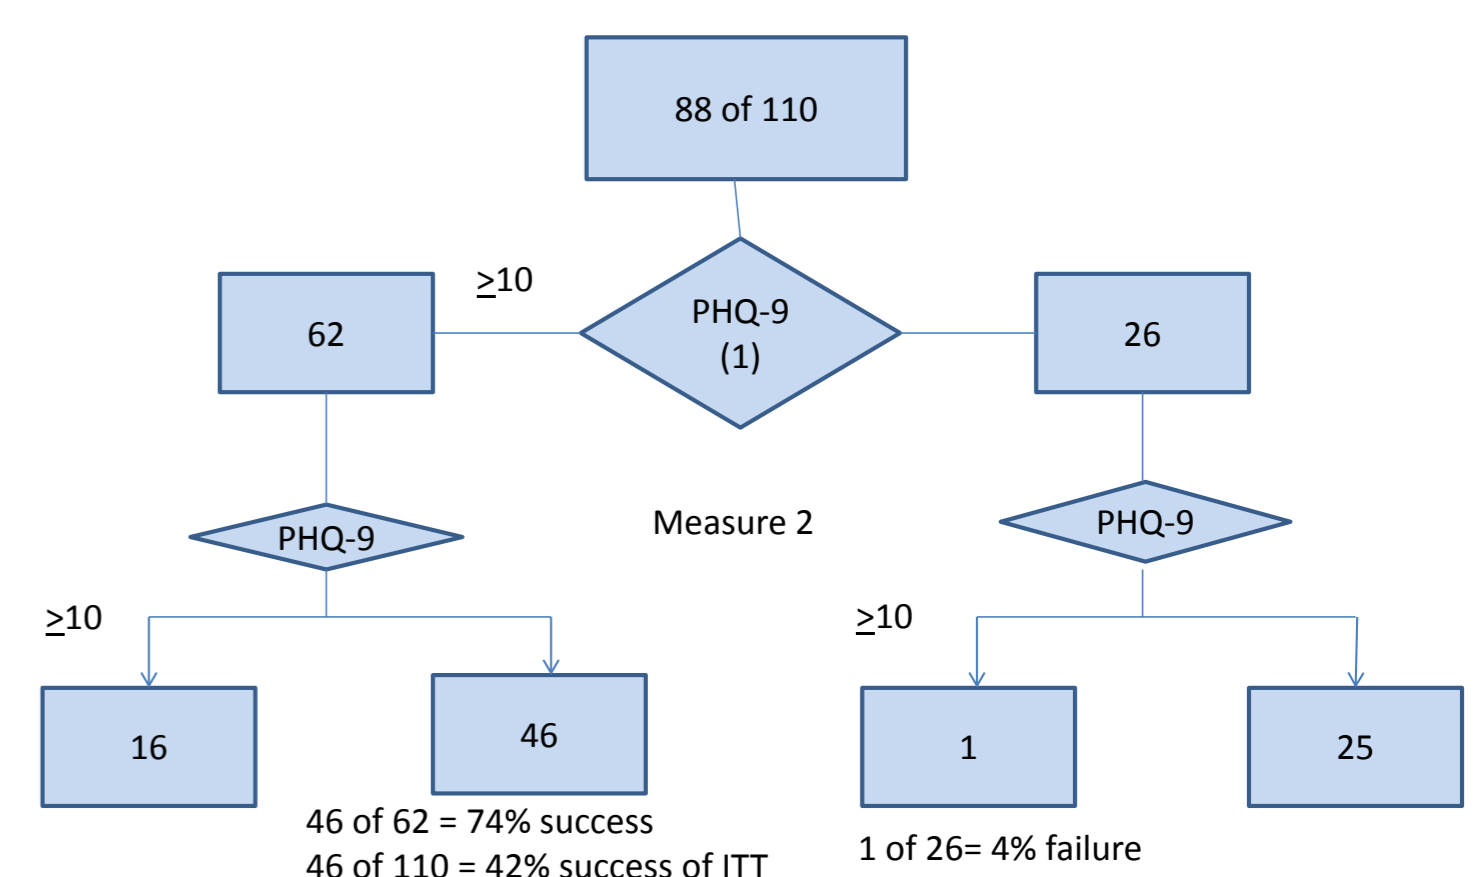 88 of 110
≥10
62
PHQ-9
(1)
26
PHQ-9
Measure 2
PHQ-9
≥10
≥10
16
46
1
25
46 of 62 = 74% success
46 of 110 = 42% success of ITT
1 of 26= 4% failure